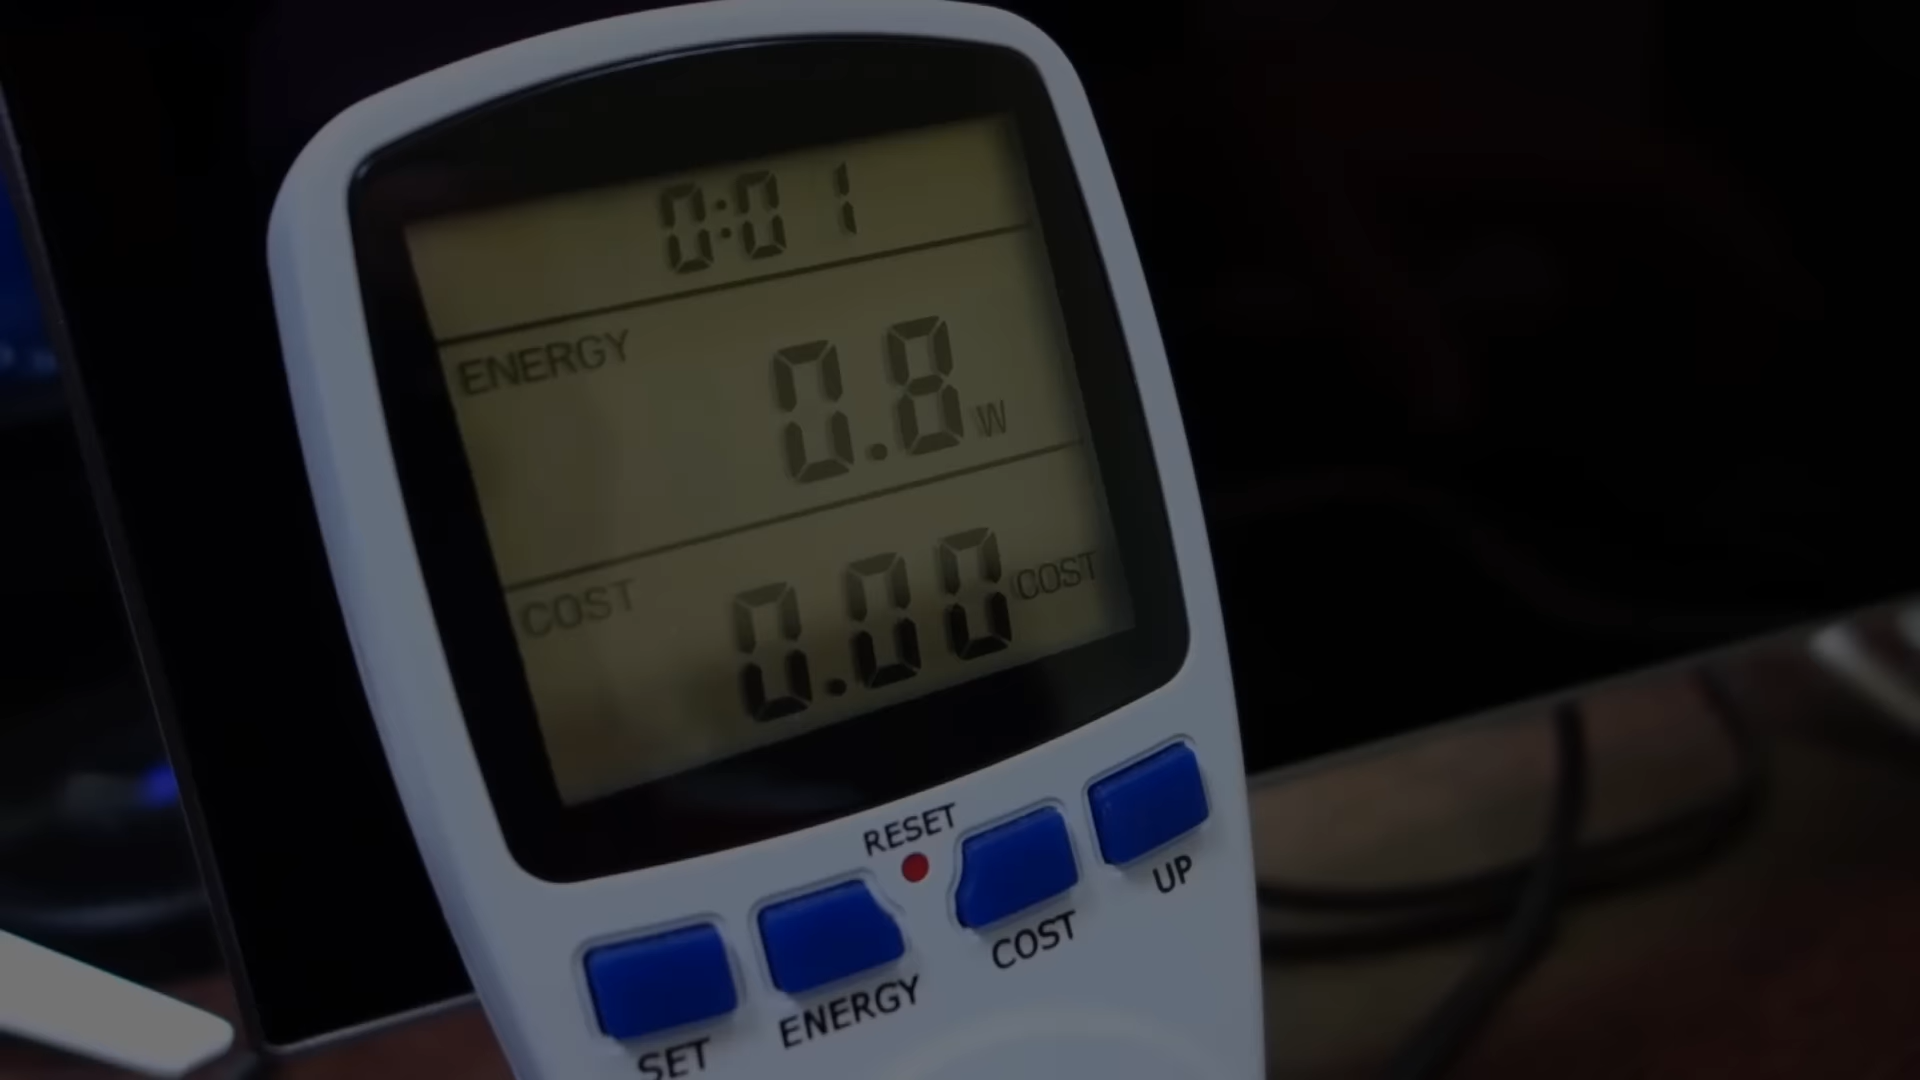 0:01
ENERGY
0.8 W
COST
0.00 COST
RESET
SET
ENERGY
COST
UP